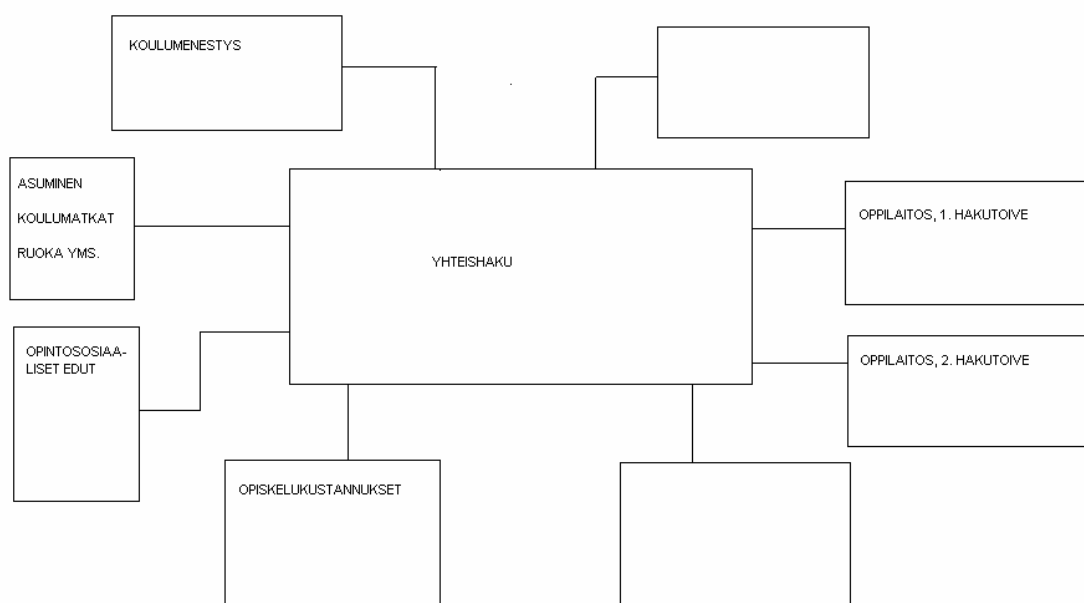 KOULUMENESTYS
ASUMINEN
KOULUMATKAT
RUOKA YMS.
OPPILAITOS, 1. HAKUTOIVE
YHTEISHAKU
OPINTOSOSIAA-
LISET EDUT
OPPILAITOS, 2. HAKUTOIVE
OPISKELUKUSTANNUKSET